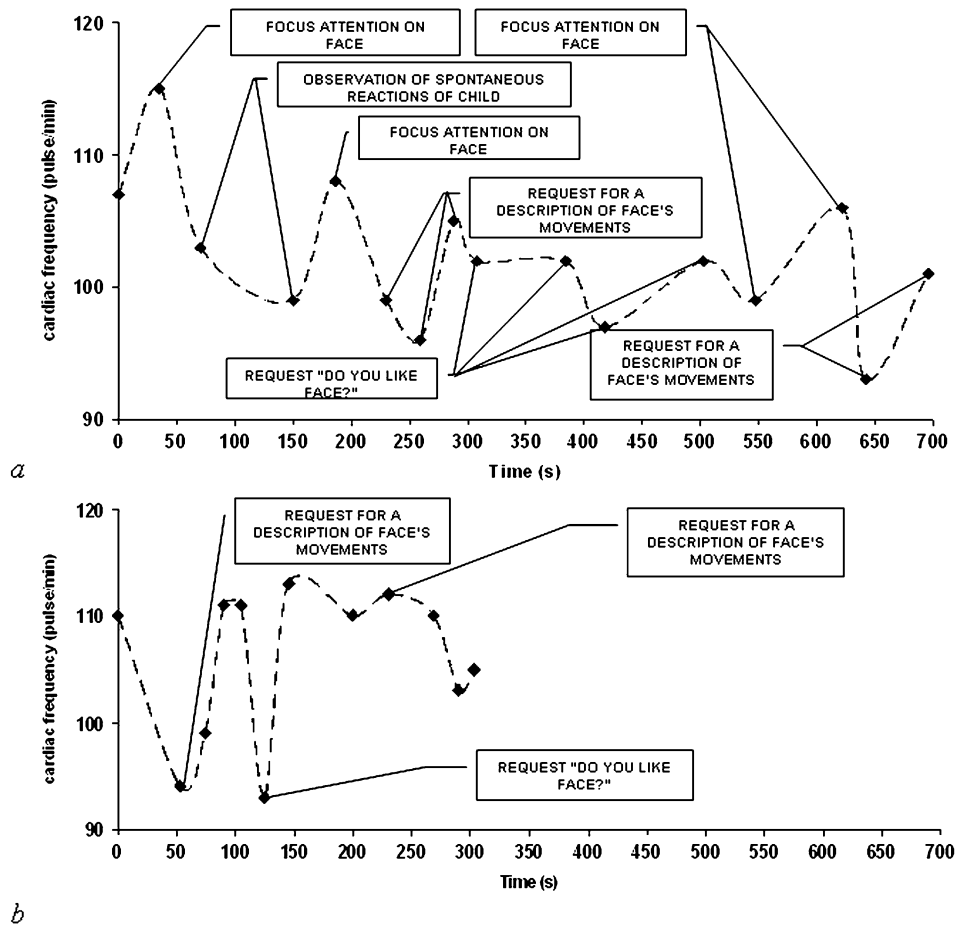 120
FOCUS ATTENTION ON
FACE
FOCUS ATTENTION ON
FACE
OBSERVATION OF SPONTANEOUS
REACTIONS OF CHILD
FOCUS ATTENTION ON
FACE
110
REQUEST FOR A
DESCRIPTION OF FACE'S
MOVEMENTS
cardiac frequency (pulse/min)
100
REQUEST "DO YOU LIKE
FACE?"
REQUEST FOR A
DESCRIPTION OF
FACE'S MOVEMENTS
90
0 50 100 150 200 250 300 350 400 450 500 550 600 650 700
Time (s)
a
120
REQUEST FOR A
DESCRIPTION OF FACE'S
MOVEMENTS
REQUEST FOR A
DESCRIPTION OF FACE'S
MOVEMENTS
110
cardiac frequency (pulse/min)
100
REQUEST "DO YOU LIKE
FACE?"
90
0 50 100 150 200 250 300 350 400 450 500 550 600 650 700
Time (s)
b